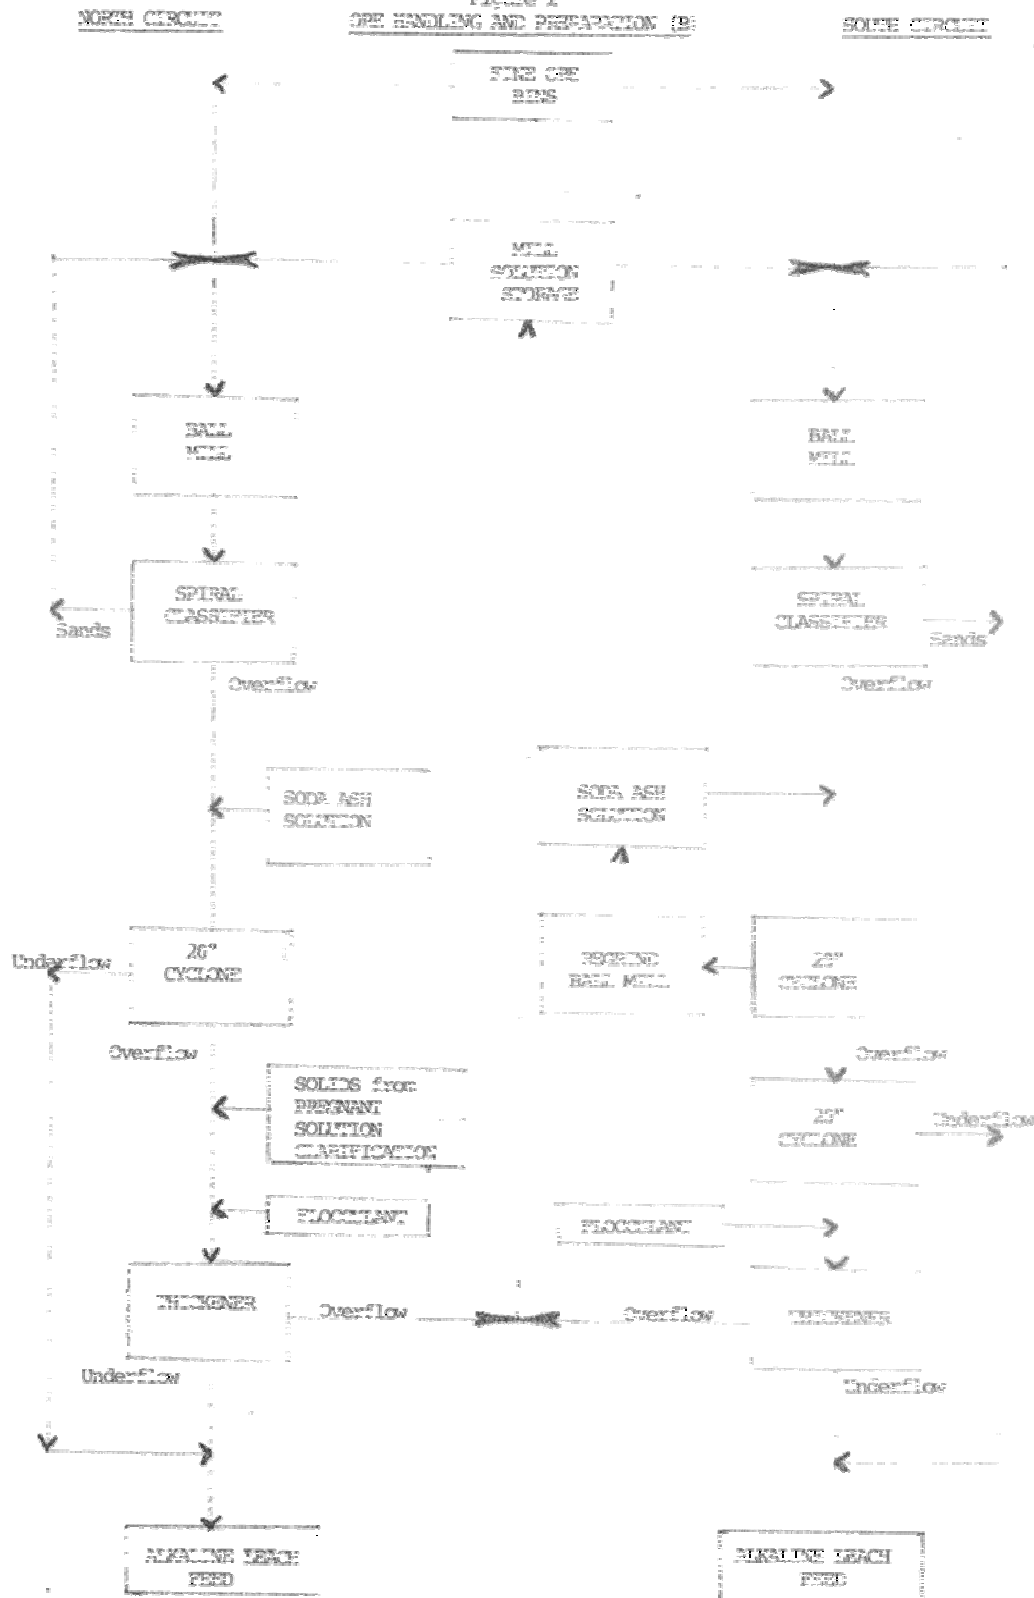 Figure 2
NORTH CIRCUIT
ORE HANDLING AND PREPARATION (B)
SOUTH CIRCUIT
FINE ORE
BINS
MILL
SOLUTION
STORAGE
BALL
MILL
BALL
MILL
SPIRAL
CLASSIFIER
Sands
Overflow
SPIRAL
CLASSIFIER
Sands
Overflow
SODA ASH
SOLUTION
SODA ASH
SOLUTION
Underflow
CYCLONE
REGRIND
BALL MILL
20"
CYCLONE
Overflow
Overflow
SOLIDS from
PREGNANT
SOLUTION
CLARIFICATION
CYCLONE
Underflow
FLOCCULANT
FLOCCULANT
THICKENER
Overflow
Overflow
THICKENER
Underflow
Underflow
ALKALINE LEACH
FEED
ALKALINE LEACH
FEED